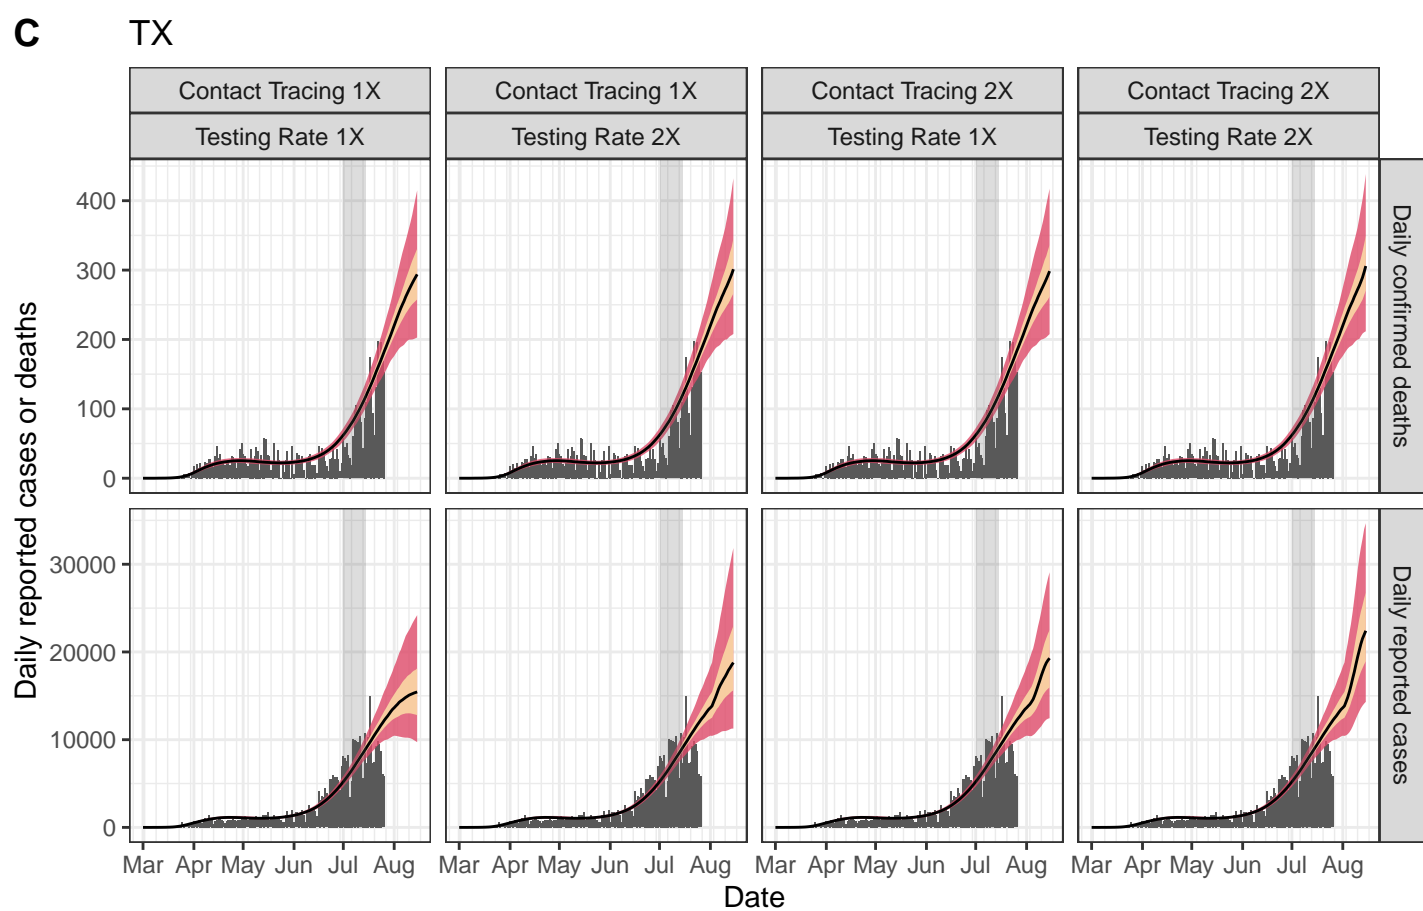 C TX
Contact Tracing 1X Contact Tracing 1X Contact Tracing 2X Contact Tracing 2X
Testing Rate 1X Testing Rate 2X Testing Rate 1X Testing Rate 2X
Daily reported cases or deaths
400
300
200
100
0
Daily confirmed deaths
30000
20000
10000
0
Daily reported cases
Mar Apr May Jun Jul Aug Mar Apr May Jun Jul Aug Mar Apr May Jun Jul Aug Mar Apr May Jun Jul Aug
Date